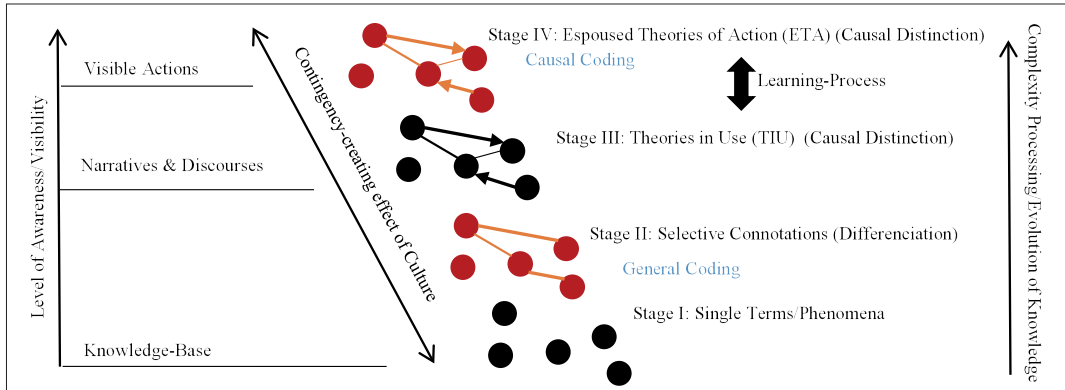 Stage IV: Espoused Theories of Action (ETA) (Causal Distinction)
Causal Coding
Visible Actions
Learning-Process
Stage III: Theories in Use (TIU) (Causal Distinction)
Narratives & Discourses
Stage II: Selective Connotations (Differenciation)
General Coding
Stage I: Single Terms/Phenomena
Knowledge-Base
Level of Awareness/Visibility
Contingency-creating effect of Culture
Complexity Processing/Evolution of Knowledge